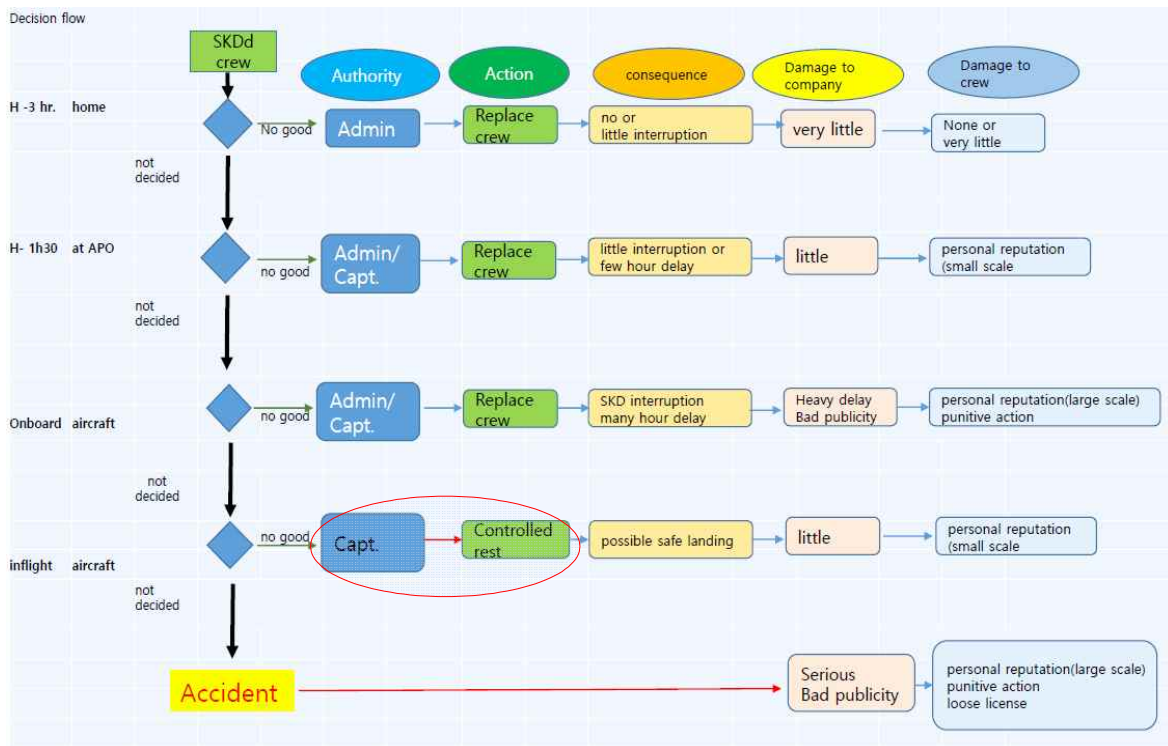 Decision flow
SKDd
crew
Authority
Action
consequence
Damage to
company
Damage to
crew
H -3 hr. home
No good
Admin
Replace
crew
no or
little interruption
very little
None or
very little
not
decided
H- 1h30 at APO
no good
Admin/
Capt.
Replace
crew
little interruption or
few hour delay
little
personal reputation
(small scale
not
decided
Onboard aircraft
no good
Admin/
Capt.
Replace
crew
SKD interruption
many hour delay
Heavy delay
Bad publicity
personal reputation(large scale)
punitive action
not
decided
inflight aircraft
no good
Capt.
Controlled
rest
possible safe landing
little
personal reputation
(small scale
not
decided
Accident
Serious
Bad publicity
personal reputation(large scale)
punitive action
loose license